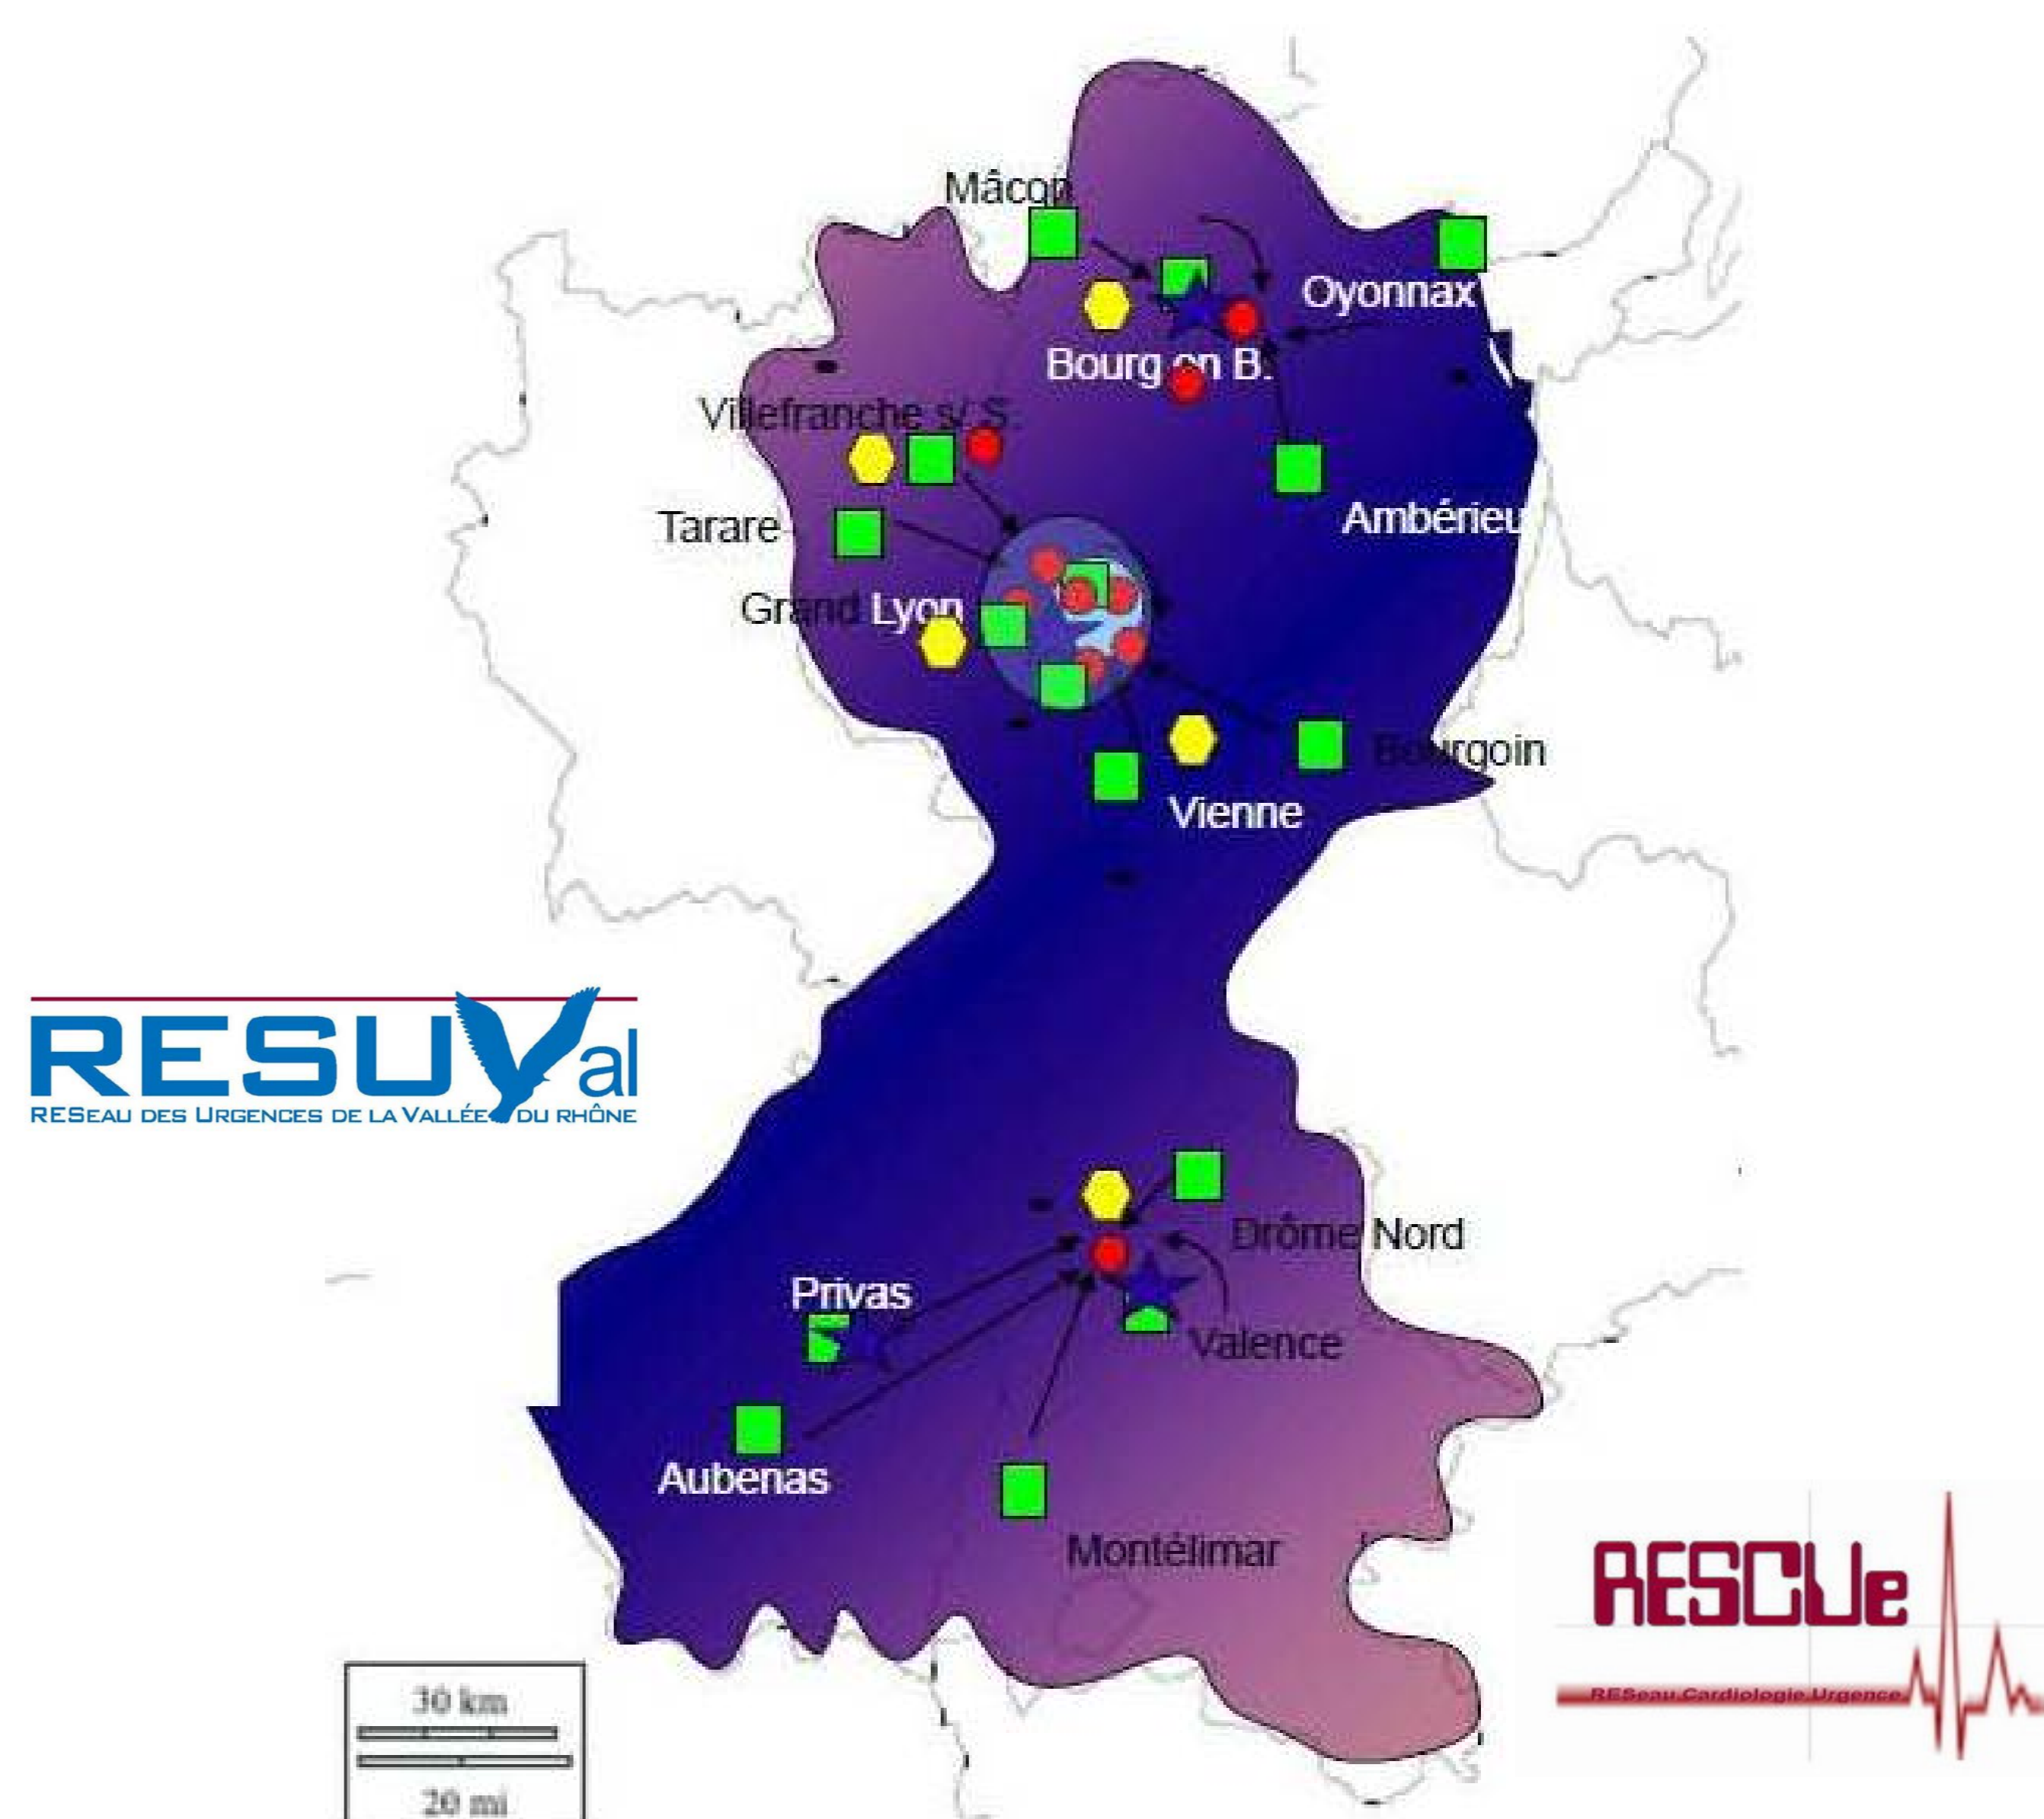 Mâcon
Oyonnax
Bourg en B.
Villefranche s/ S.
Tarare
Ambérieu
Grand Lyon
Bourgoin
Vienne
RESUVal
RESEAU DES URGENCES DE LA VALLÉE DU RHÔNE
Drôme Nord
Privas
Valence
Aubenas
Montélimar
RESCUe
RESeau Cardiologie Urgence
30 km
20 mi